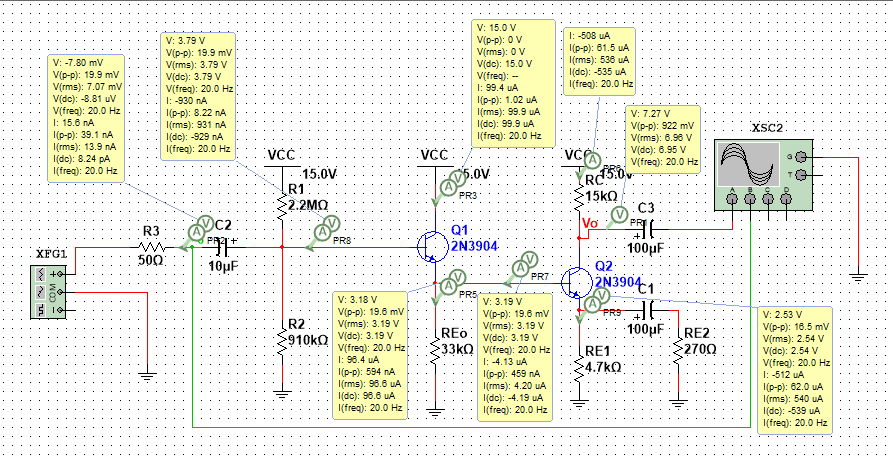 V: -7.80 mV
V(p-p): 19.9 mV
V(rms): 7.07 mV
V(dc): -8.81 uV
V(freq): 20.0 Hz
I: 15.6 nA
I(p-p): 39.1 nA
I(rms): 13.9 nA
I(dc): 8.24 pA
I(freq): 20.0 Hz
V: 3.79 V
V(p-p): 19.9 mV
V(rms): 3.79 V
V(dc): 3.79 V
V(freq): 20.0 Hz
I: -930 nA
I(p-p): 8.22 nA
I(rms): 931 nA
I(dc): -929 nA
I(freq): 20.0 Hz
V: 15.0 V
V(p-p): 0 V
V(rms): 0 V
V(dc): 15.0 V
V(freq): --
I: 99.4 uA
I(p-p): 1.02 uA
I(rms): 99.9 uA
I(dc): 99.9 uA
I(freq): 20.0 Hz
I: -508 uA
I(p-p): 61.5 uA
I(rms): 536 uA
I(dc): -535 uA
I(freq): 20.0 Hz
V: 7.27 V
V(p-p): 922 mV
V(rms): 6.96 V
V(dc): 6.95 V
V(freq): 20.0 Hz
XSC2
G
T
A B C D
VCC
15.0V
R1
2.2MΩ
VCC
5.0V
PR3
VCC
15.0V
RC
15kΩ
Vo
PR1
C3
100µF
XFG1
COM
R3
50Ω
A V
PR2
C2
10µF
A V
PR8
Q1
2N3904
A V
PR5
A V
PR7
Q2
2N3904
A V
PR9
C1
100µF
R2
910kΩ
REo
33kΩ
RE1
4.7kΩ
RE2
270Ω
V: 3.18 V
V(p-p): 19.6 mV
V(rms): 3.19 V
V(dc): 3.19 V
V(freq): 20.0 Hz
I: 96.4 uA
I(p-p): 594 nA
I(rms): 96.6 uA
I(dc): 96.6 uA
I(freq): 20.0 Hz
V: 3.19 V
V(p-p): 19.6 mV
V(rms): 3.19 V
V(dc): 3.19 V
V(freq): 20.0 Hz
I: -4.13 uA
I(p-p): 459 nA
I(rms): 4.20 uA
I(dc): -4.19 uA
I(freq): 20.0 Hz
V: 2.53 V
V(p-p): 16.5 mV
V(rms): 2.54 V
V(dc): 2.54 V
V(freq): 20.0 Hz
I: -512 uA
I(p-p): 62.0 uA
I(rms): 540 uA
I(dc): -539 uA
I(freq): 20.0 Hz